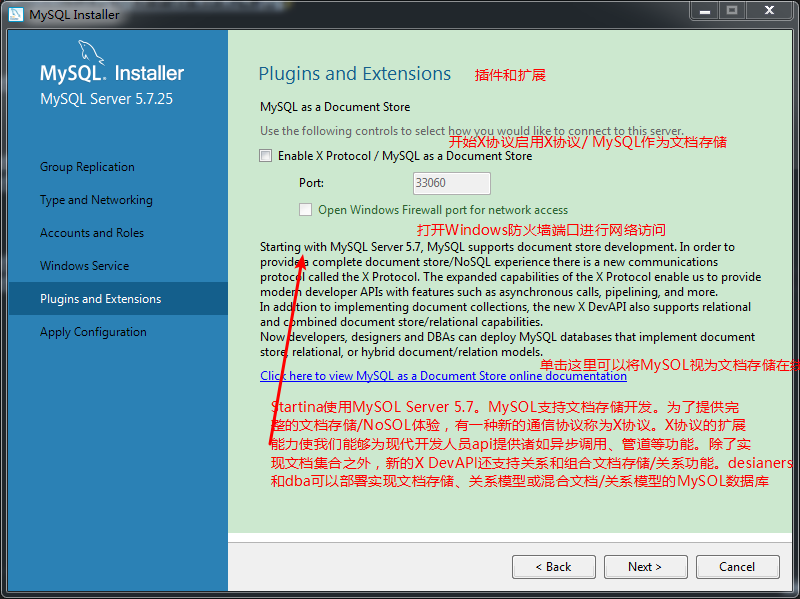 MySQL Installer
MySQL® Installer
MySQL Server 5.7.25
Group Replication
Type and Networking
Accounts and Roles
Windows Service
Plugins and Extensions
Apply Configuration
Plugins and Extensions 插件和扩展
MySQL as a Document Store
Use the following controls to select how you would like to connect to this server.
开始X协议启用X协议/ MySQL作为文档存储
Enable X Protocol / MySQL as a Document Store
Port: 33060
Open Windows Firewall port for network access
打开Windows防火墙端口进行网络访问
Starting with MySQL Server 5.7, MySQL supports document store development. In order to
provide a complete document store/NoSQL experience there is a new communications
protocol called the X Protocol. The expanded capabilities of the X Protocol enable us to provide
modern developer APIs with features such as asynchronous calls, pipelining, and more.
In addition to implementing document collections, the new X DevAPI also supports relational
and combined document store/relational capabilities.
Now developers, designers and DBAs can deploy MySQL databases that implement document
store, relational, or hybrid document/relation models.
单击这里可以将MySOL视为文档存储在
Click here to view MySQL as a Document Store online documentation
Startina使用MySOL Server 5.7。MySOL支持文档存储开发。为了提供完
整的文档存储/NoSOL体验，有一种新的通信协议称为X协议。X协议的扩展
能力使我们能够为现代开发人员api提供诸如异步调用、管道等功能。除了实
现文档集合之外，新的X DevAPI还支持关系和组合文档存储/关系功能。desianers
和dba可以部署实现文档存储、关系模型或混合文档/关系模型的MySOL数据库
< Back
Next >
Cancel